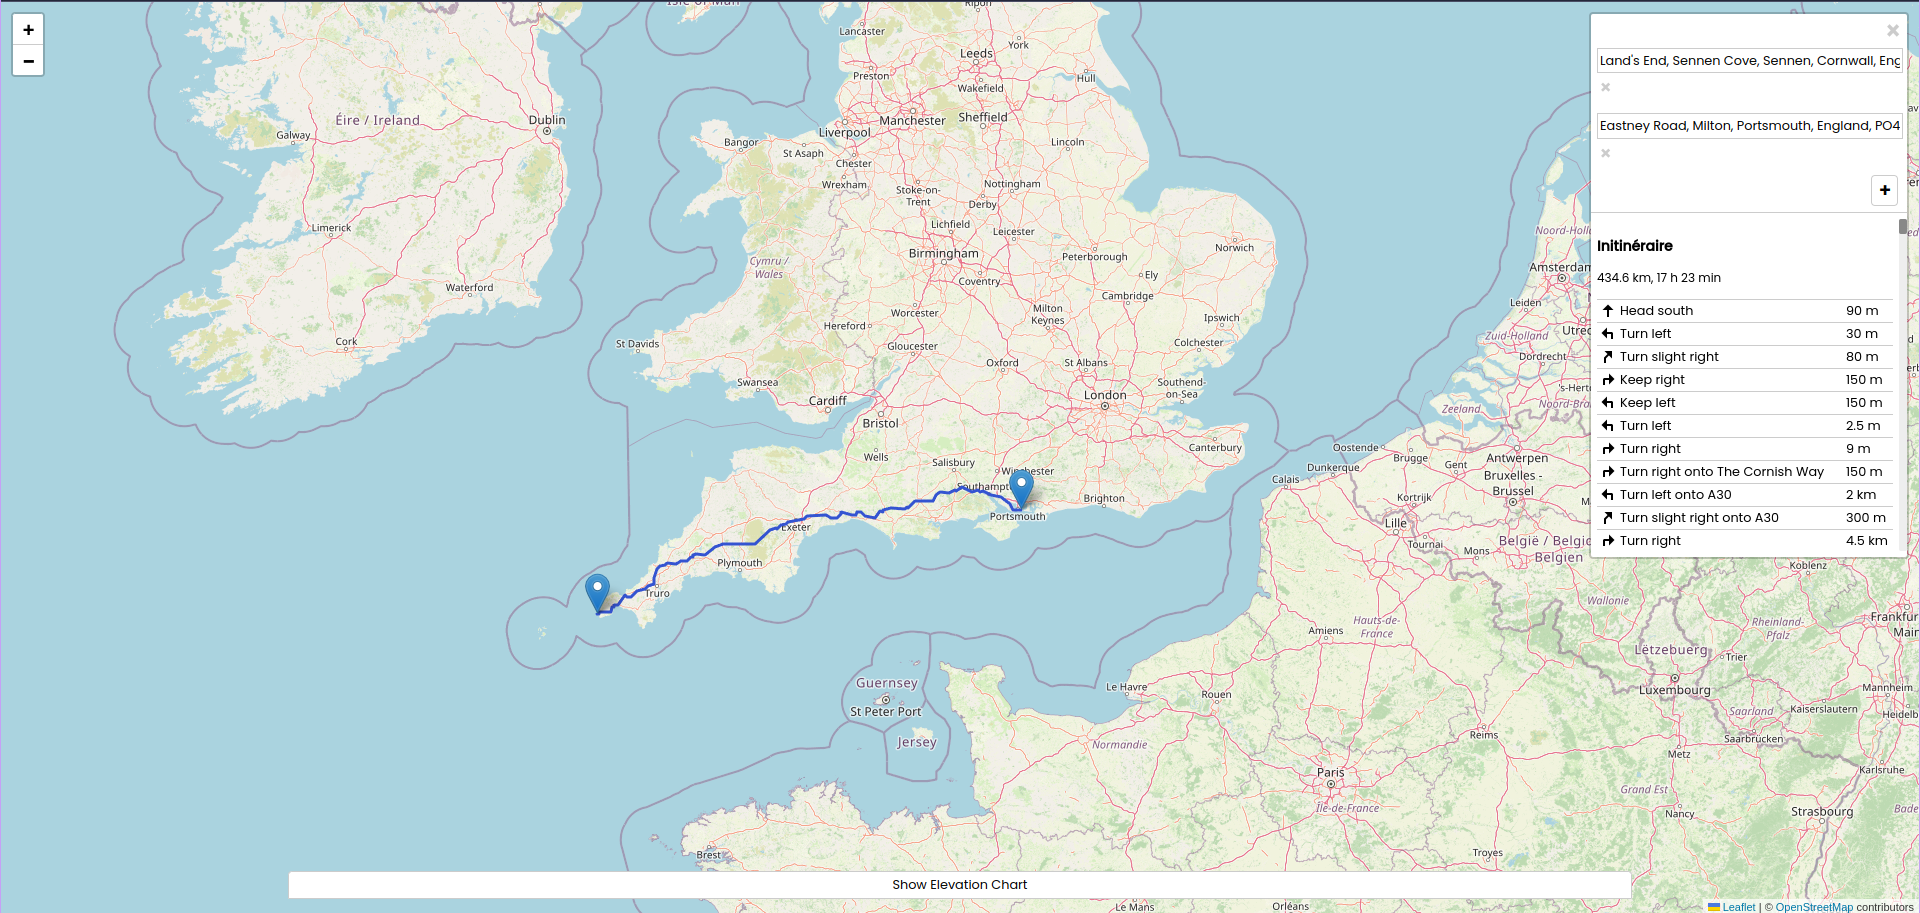 +
−
Isle of Man
Ripon
Lancaster
York
Leeds
Preston
Hull
Wakefield
Manchester
Sheffield
Liverpool
Bangor
St Asaph
Lincoln
Chester
Wrexham
Stoke-on-
Trent
Nottingham
Derby
Lichfield
Leicester
Norwich
Birmingham
Peterborough
Cymru /
Wales
Ely
Coventry
Cambridge
Worcester
Milton
Keynes
Ipswich
Hereford
St Davids
Gloucester
Colchester
Oxford
St Albans
Swansea
Southend-
on-Sea
Cardiff
London
Bristol
Canterbury
Wells
Salisbury
Winchester
Southampt
Brighton
Portsmouth
Exeter
Plymouth
Truro
Éire / Ireland
Dublin
Galway
Limerick
Waterford
Cork
Guernsey
St Peter Port
Jersey
Brest
Le Havre
Rouen
Amiens
Hauts-de-
France
Normandie
Paris
Île-de-France
Reims
Le Mans
Orléans
Troyes
Calais
Dunkerque
Oostende
Brugge
Gent
Antwerpen
Bruxelles -
Brussel
Kortrijk
Lille
Tournai
Mons
België / Belgiq
Belgien
Noord-Holl
Amsterdam
Leiden
Zuid-Holland
Utrec
Dordrecht
's-Herto
Noord-Bra
Zeeland
Wallonie
Koblenz
Frankfur
Main
Rheinland-
Pfalz
Lëtzebuerg
Trier
Luxembourg
Mannheim
Saarland
Kaiserslautern
Heidelb
Saarbrücken
Metz
Karlsruhe
Grand Est
Nancy
Strasbourg
Bade
×
Land's End, Sennen Cove, Sennen, Cornwall, Eng
×
Eastney Road, Milton, Portsmouth, England, PO4
×
+
Initinéraire
434.6 km, 17 h 23 min
Head south 90 m
Turn left 30 m
Turn slight right 80 m
Keep right 150 m
Keep left 150 m
Turn left 2.5 m
Turn right 9 m
Turn right onto The Cornish Way 150 m
Turn left onto A30 2 km
Turn slight right onto A30 300 m
Turn right 4.5 km
Show Elevation Chart
Leaflet | © OpenStreetMap contributors